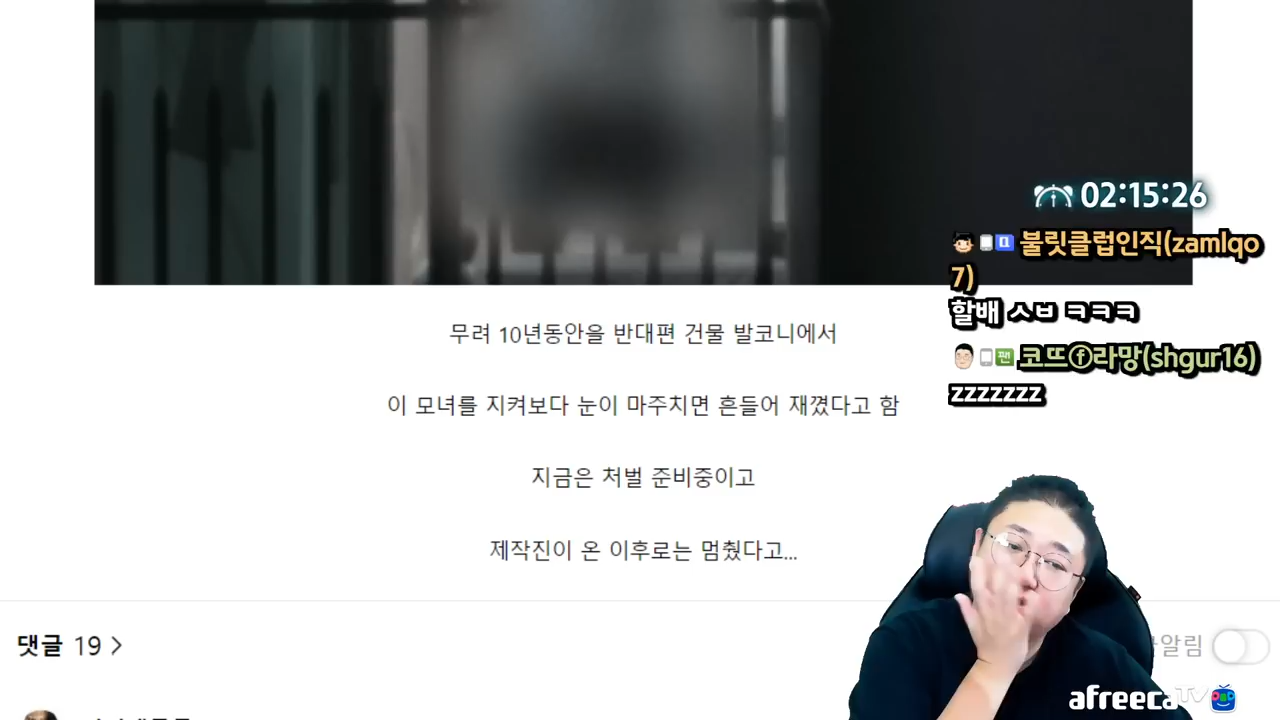 02:15:26
불릿클럽인직(zamlqo
7)
할배 ㅅㅂ ㅋㅋㅋ
코뜨ⓕ라망(shgur16)
zzzzzzz
무려 10년동안을 반대편 건물 발코니에서
이 모녀를 지켜보다 눈이 마주치면 흔들어 재꼈다고 함
지금은 처벌 준비중이고
제작진이 온 이후로는 멈췄다고...
댓글 19 >
알림
afreecaTV